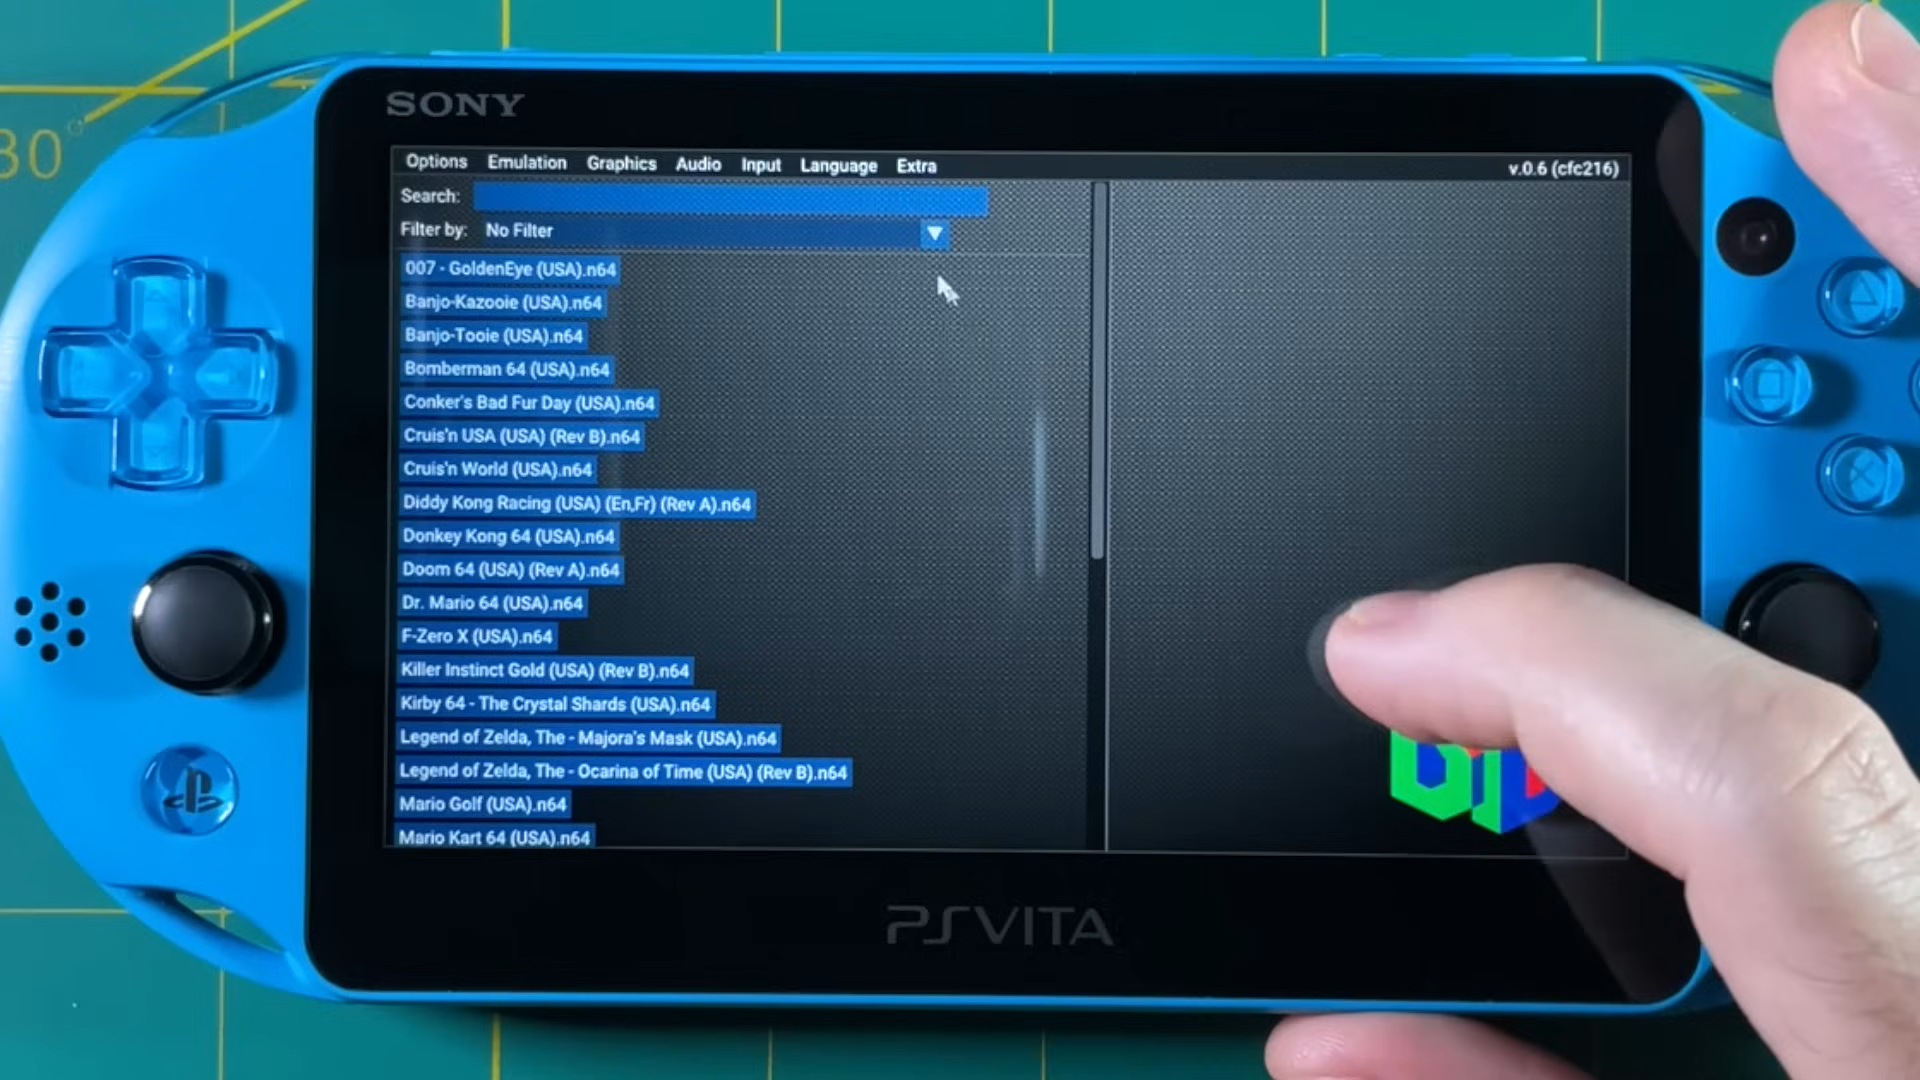 30°
SONY
Options Emulation Graphics Audio Input Language Extra v.0.6 (cfc216)
Search:
Filter by: No Filter
007 - GoldenEye (USA).n64
Banjo-Kazooie (USA).n64
Banjo-Tooie (USA).n64
Bomberman 64 (USA).n64
Conker's Bad Fur Day (USA).n64
Cruis'n USA (USA) (Rev B).n64
Cruis'n World (USA).n64
Diddy Kong Racing (USA) (En,Fr) (Rev A).n64
Donkey Kong 64 (USA).n64
Doom 64 (USA) (Rev A).n64
Dr. Mario 64 (USA).n64
F-Zero X (USA).n64
Killer Instinct Gold (USA) (Rev B).n64
Kirby 64 - The Crystal Shards (USA).n64
Legend of Zelda, The - Majora's Mask (USA).n64
Legend of Zelda, The - Ocarina of Time (USA) (Rev B).n64
Mario Golf (USA).n64
Mario Kart 64 (USA).n64
PSVITA